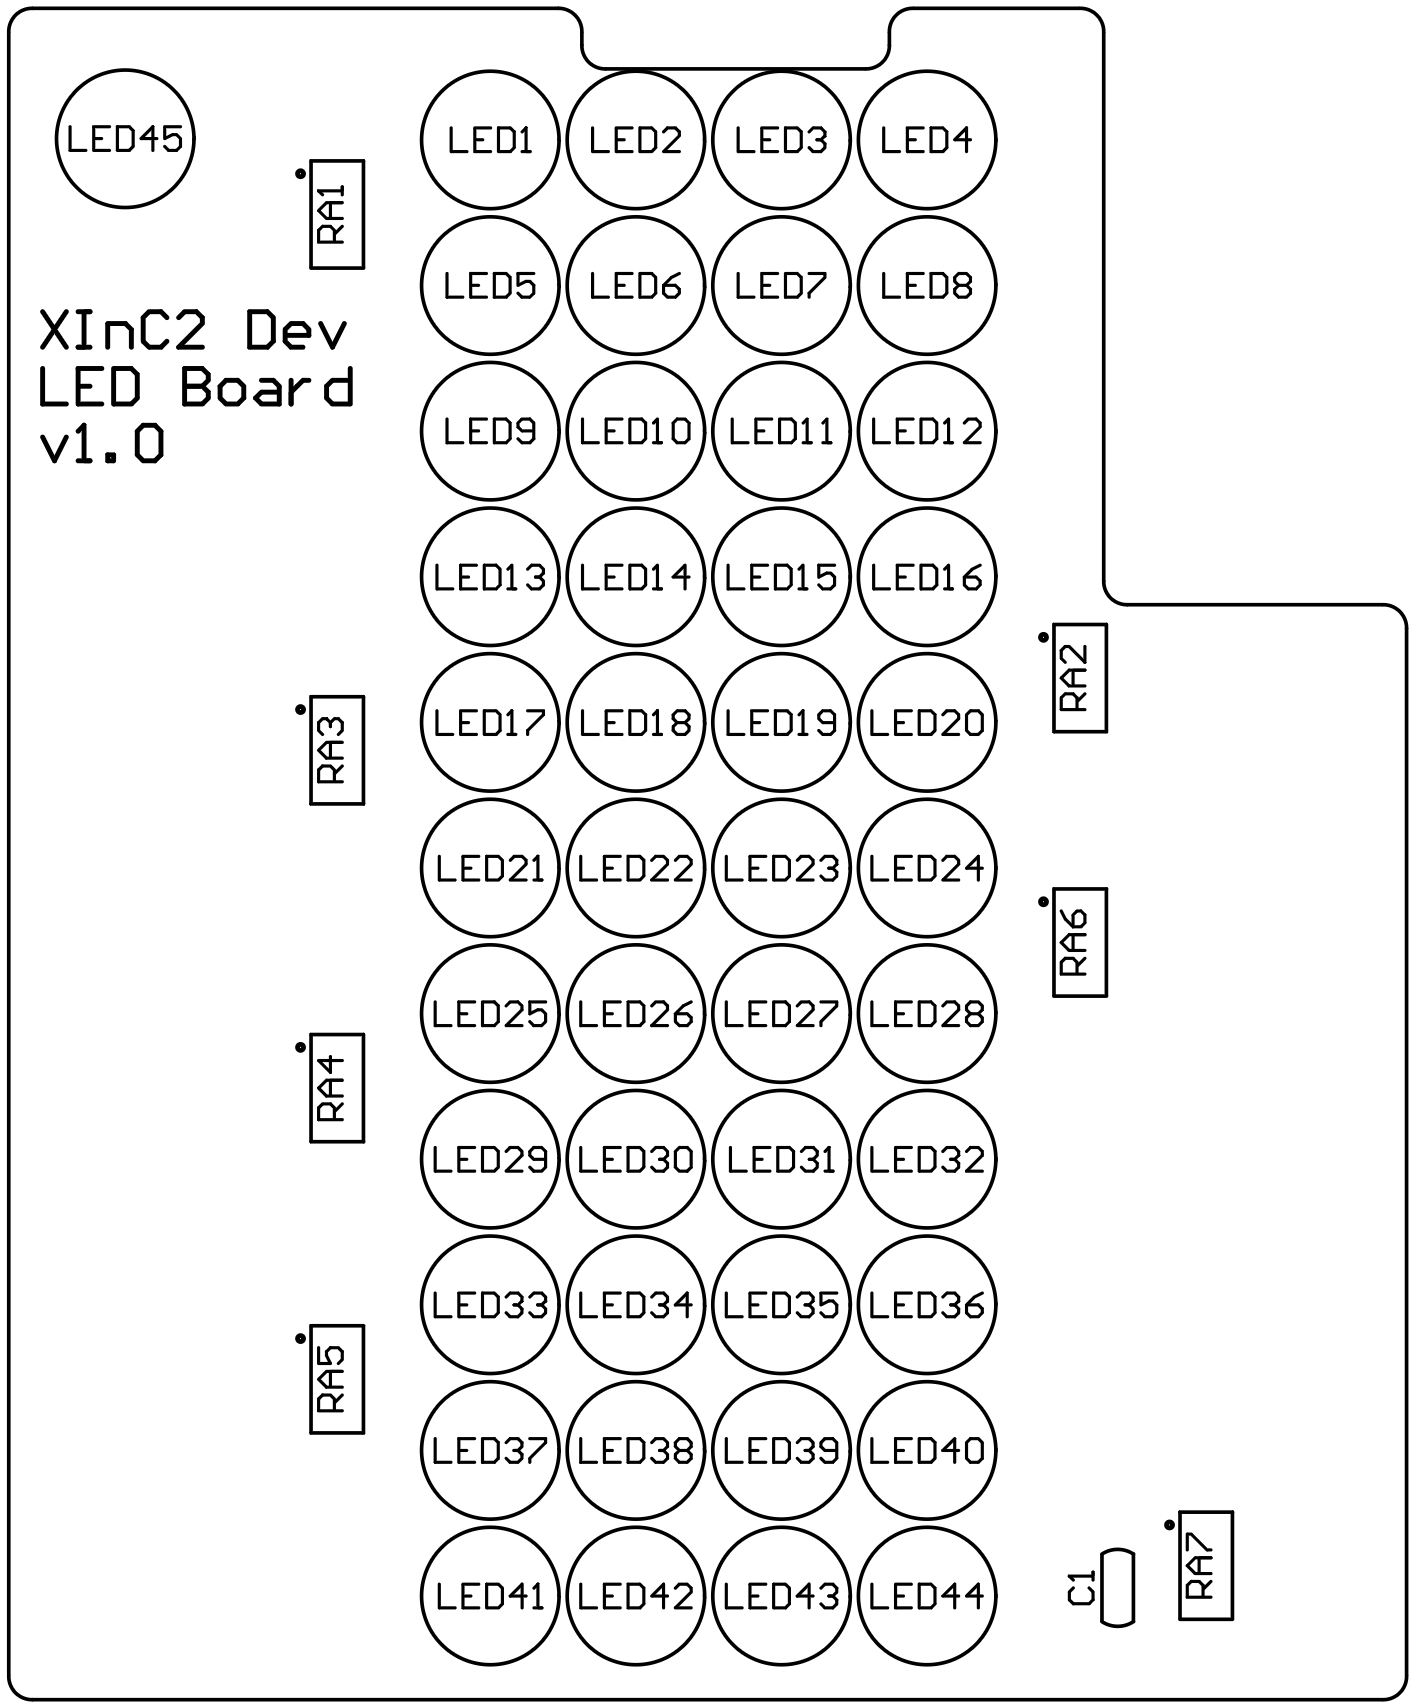 LED45
LED1 LED2 LED3 LED4
RA1
LED5 LED6 LED7 LED8
XInC2 Dev
LED Board
v1.0
LED9 LED10 LED11 LED12
LED13 LED14 LED15 LED16
RA2
LED17 LED18 LED19 LED20
RA3
LED21 LED22 LED23 LED24
RA6
LED25 LED26 LED27 LED28
RA4
LED29 LED30 LED31 LED32
LED33 LED34 LED35 LED36
RA5
LED37 LED38 LED39 LED40
RA7
C1
LED41 LED42 LED43 LED44